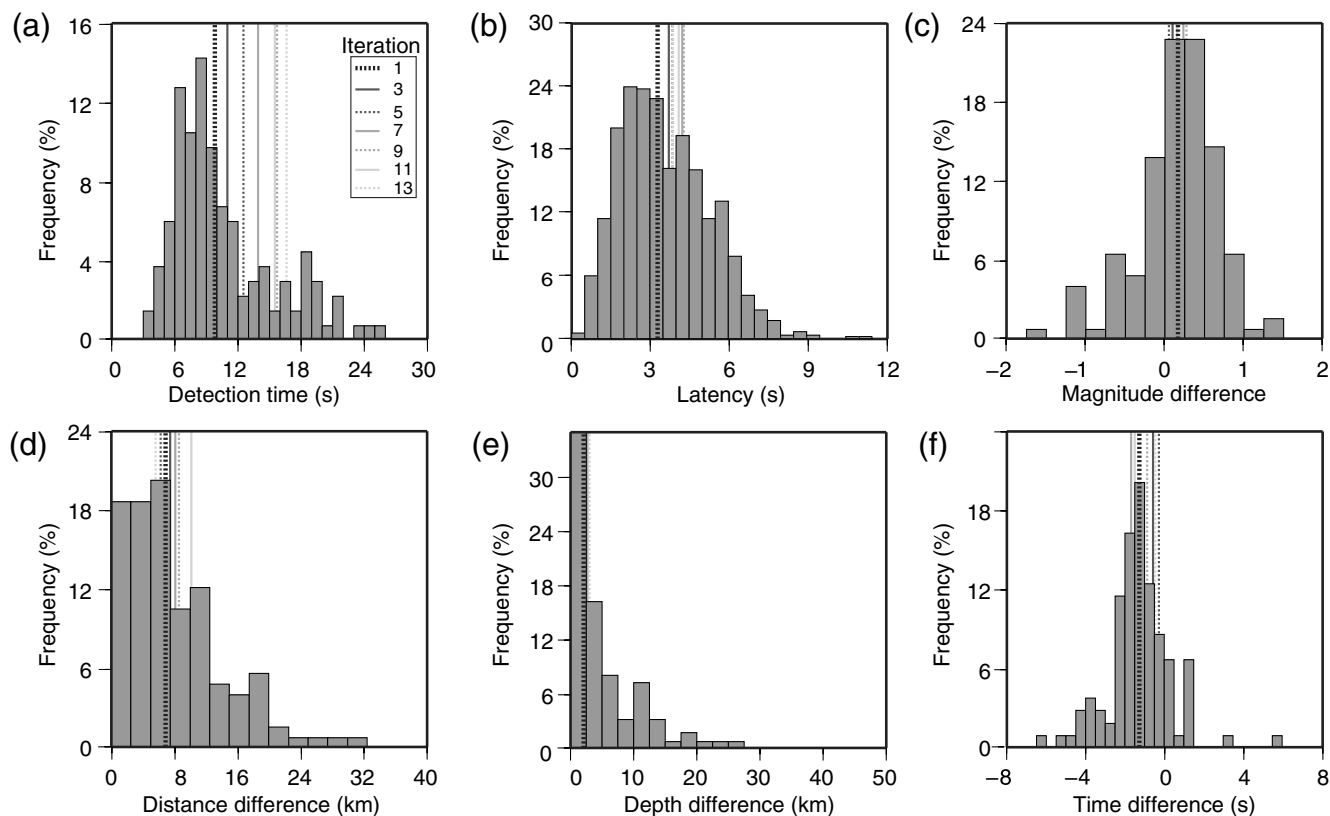 (a)
16
12
8
4
0
Frequency (%)
Iteration
1
3
5
7
9
11
13
0 6 12 18 24 30
Detection time (s)
(b)
30
24
18
12
6
0
Frequency (%)
0 3 6 9 12
Latency (s)
(c)
24
18
12
6
0
Frequency (%)
−2 −1 0 1 2
Magnitude difference
(d)
24
18
12
6
0
Frequency (%)
0 8 16 24 32 40
Distance difference (km)
(e)
30
24
18
12
6
0
Frequency (%)
0 10 20 30 40 50
Depth difference (km)
(f)
18
12
6
0
Frequency (%)
−8 −4 0 4 8
Time difference (s)